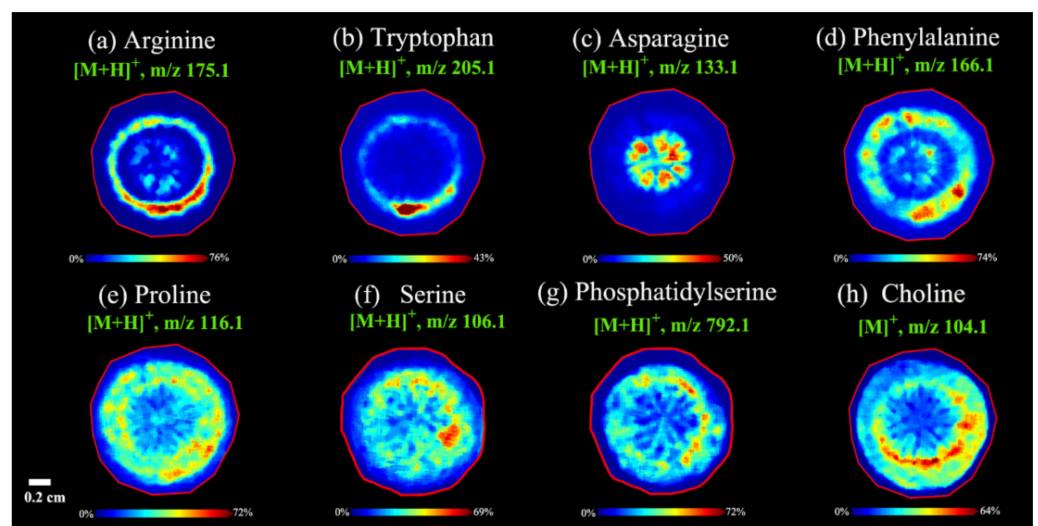 (a) Arginine
[M+H]⁺, m/z 175.1
0% 76%
(b) Tryptophan
[M+H]⁺, m/z 205.1
0% 43%
(c) Asparagine
[M+H]⁺, m/z 133.1
0% 50%
(d) Phenylalanine
[M+H]⁺, m/z 166.1
0% 74%
(e) Proline
[M+H]⁺, m/z 116.1
0% 72%
(f) Serine
[M+H]⁺, m/z 106.1
0% 69%
(g) Phosphatidylserine
[M+H]⁺, m/z 792.1
0% 72%
(h) Choline
[M]⁺, m/z 104.1
0% 64%
0.2 cm